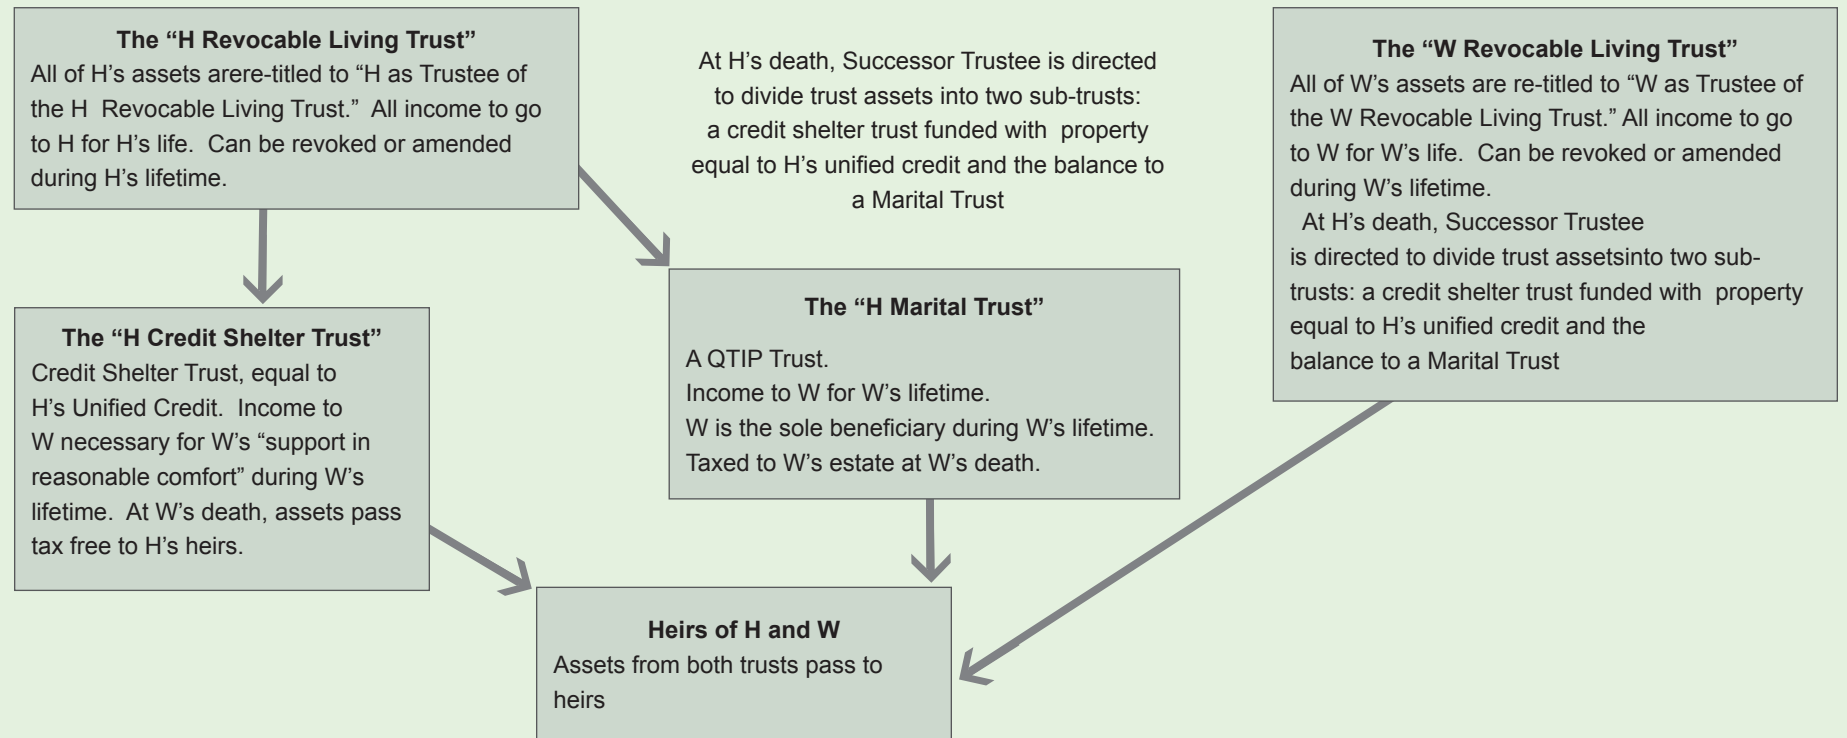 The “H Revocable Living Trust”
All of H’s assets arere-titled to “H as Trustee of
the H  Revocable Living Trust.”  All income to go
to H for H’s life.  Can be revoked or amended
during H’s lifetime.
At H’s death, Successor Trustee is directed
to divide trust assets into two sub-trusts:
a credit shelter trust funded with  property
equal to H’s unified credit and the balance to
a Marital Trust
The “W Revocable Living Trust”
All of W’s assets are re-titled to “W as Trustee of
the W Revocable Living Trust.” All income to go
to W for W’s life.  Can be revoked or amended
during W’s lifetime.
At H’s death, Successor Trustee
is directed to divide trust assetsinto two sub-
trusts: a credit shelter trust funded with  property
equal to H’s unified credit and the
balance to a Marital Trust
The “H Credit Shelter Trust”
Credit Shelter Trust, equal to
H’s Unified Credit.  Income to
W necessary for W’s “support in
reasonable comfort” during W’s
lifetime.  At W’s death, assets pass
tax free to H’s heirs.
The “H Marital Trust”
A QTIP Trust.
Income to W for W’s lifetime.
W is the sole beneficiary during W’s lifetime.
Taxed to W’s estate at W’s death.
Heirs of H and W
Assets from both trusts pass to
heirs